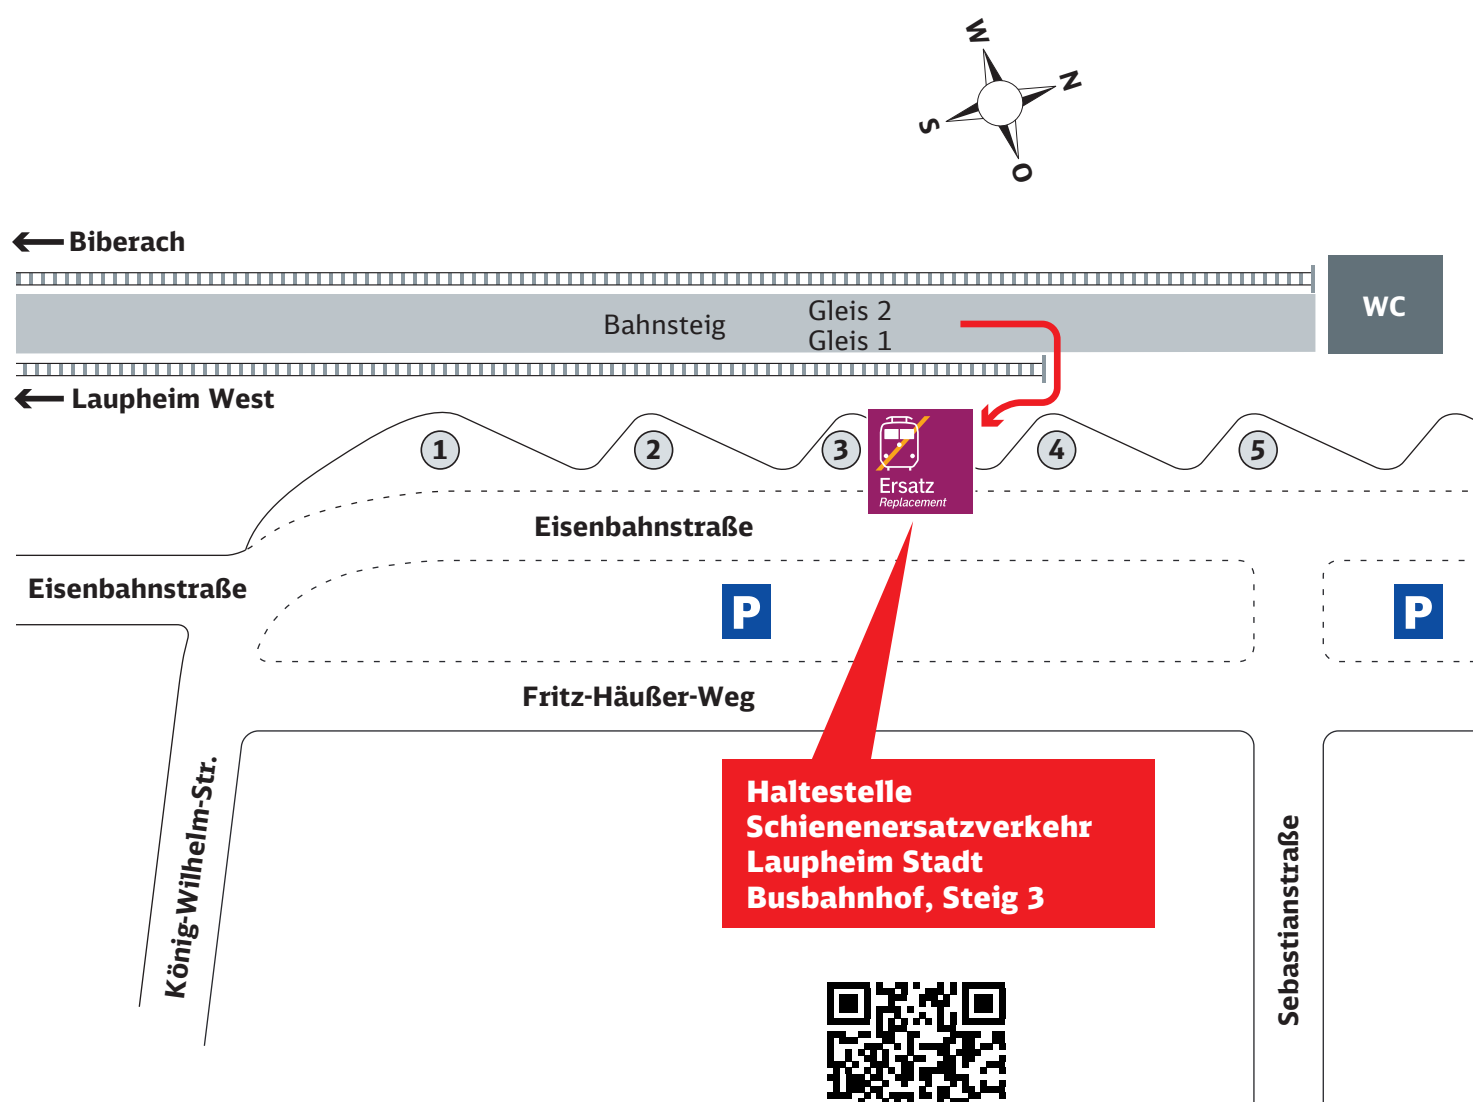 W
N
S
O
Biberach
WC
Gleis 2
Bahnsteig
Gleis 1
Laupheim West
1
2
3
4
5
Ersatz
Replacement
Eisenbahnstraße
Eisenbahnstraße
P
P
Fritz-Häußer-Weg
König-Wilhelm-Str.
Haltestelle
Schienenersatzverkehr
Laupheim Stadt
Busbahnhof, Steig 3
Sebastianstraße